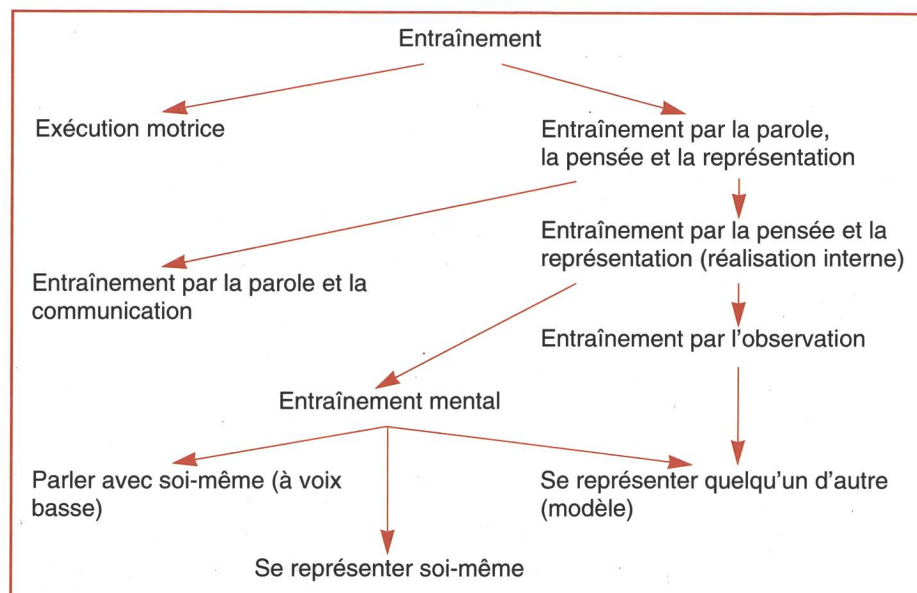 Entraînement
Exécution motrice
Entraînement par la parole,
la pensée et la représentation
Entraînement par la pensée et la
représentation (réalisation interne)
Entraînement par la parole et la
communication
Entraînement par l'observation
Entraînement mental
Parler avec soi-même (à voix
basse)
Se représenter quelqu'un d'autre
(modèle)
Se représenter soi-même